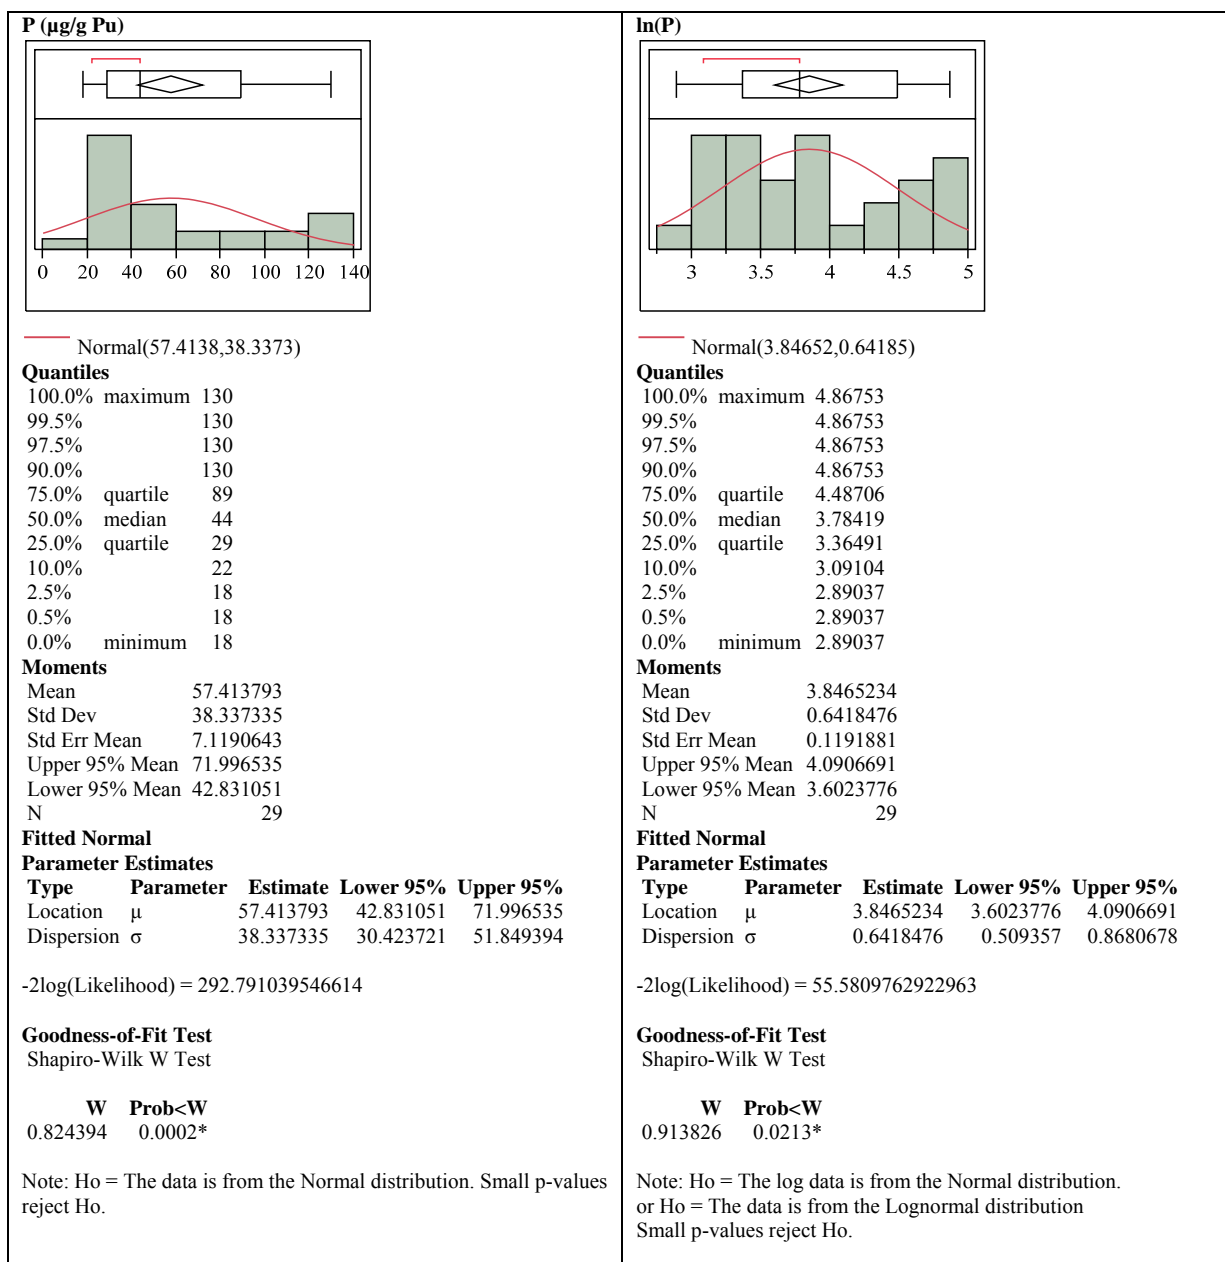 P (µg/g Pu)
0 20 40 60 80 100 120 140
Normal(57.4138,38.3373)
Quantiles
100.0% maximum 130
99.5% 130
97.5% 130
90.0% 130
75.0% quartile 89
50.0% median 44
25.0% quartile 29
10.0% 22
2.5% 18
0.5% 18
0.0% minimum 18
Moments
Mean 57.413793
Std Dev 38.337335
Std Err Mean 7.1190643
Upper 95% Mean 71.996535
Lower 95% Mean 42.831051
N 29
Fitted Normal
Parameter Estimates
Type Parameter Estimate Lower 95% Upper 95%
Location µ 57.413793 42.831051 71.996535
Dispersion σ 38.337335 30.423721 51.849394
-2log(Likelihood) = 292.791039546614
Goodness-of-Fit Test
Shapiro-Wilk W Test
W Prob<W
0.824394 0.0002*
Note: Ho = The data is from the Normal distribution. Small p-values
reject Ho.
ln(P)
3 3.5 4 4.5 5
Normal(3.84652,0.64185)
Quantiles
100.0% maximum 4.86753
99.5% 4.86753
97.5% 4.86753
90.0% 4.86753
75.0% quartile 4.48706
50.0% median 3.78419
25.0% quartile 3.36491
10.0% 3.09104
2.5% 2.89037
0.5% 2.89037
0.0% minimum 2.89037
Moments
Mean 3.8465234
Std Dev 0.6418476
Std Err Mean 0.1191881
Upper 95% Mean 4.0906691
Lower 95% Mean 3.6023776
N 29
Fitted Normal
Parameter Estimates
Type Parameter Estimate Lower 95% Upper 95%
Location µ 3.8465234 3.6023776 4.0906691
Dispersion σ 0.6418476 0.509357 0.8680678
-2log(Likelihood) = 55.5809762922963
Goodness-of-Fit Test
Shapiro-Wilk W Test
W Prob<W
0.913826 0.0213*
Note: Ho = The log data is from the Normal distribution.
or Ho = The data is from the Lognormal distribution
Small p-values reject Ho.